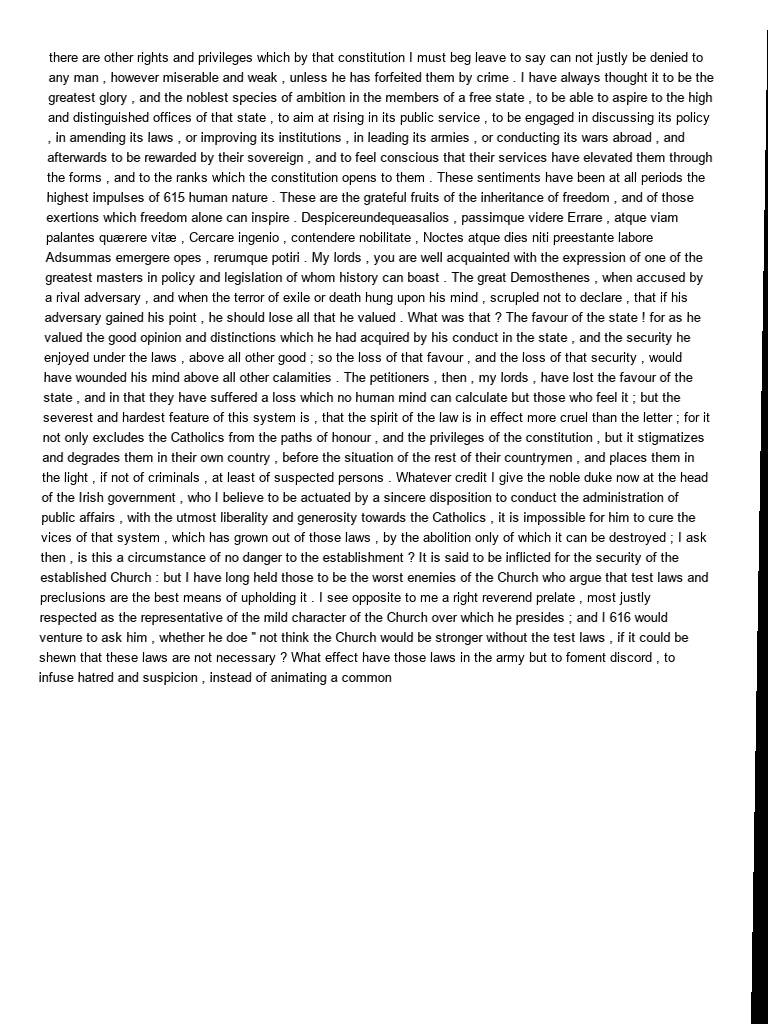 there are other rights and privileges which by that constitution I must beg leave to say can not justly be denied to
any man , however miserable and weak , unless he has forfeited them by crime . I have always thought it to be the
greatest glory , and the noblest species of ambition in the members of a free state , to be able to aspire to the high
and distinguished offices of that state , to aim at rising in its public service , to be engaged in discussing its policy
, in amending its laws , or improving its institutions , in leading its armies , or conducting its wars abroad , and
afterwards to be rewarded by their sovereign , and to feel conscious that their services have elevated them through
the forms , and to the ranks which the constitution opens to them . These sentiments have been at all periods the
highest impulses of 615 human nature . These are the grateful fruits of the inheritance of freedom , and of those
exertions which freedom alone can inspire . Despicereundequeasalios , passimque videre Errare , atque viam
palantes quærere vitæ , Cercare ingenio , contendere nobilitate , Noctes atque dies niti preestante labore
Adsummas emergere opes , rerumque potiri . My lords , you are well acquainted with the expression of one of the
greatest masters in policy and legislation of whom history can boast . The great Demosthenes , when accused by
a rival adversary , and when the terror of exile or death hung upon his mind , scrupled not to declare , that if his
adversary gained his point , he should lose all that he valued . What was that ? The favour of the state ! for as he
valued the good opinion and distinctions which he had acquired by his conduct in the state , and the security he
enjoyed under the laws , above all other good ; so the loss of that favour , and the loss of that security , would
have wounded his mind above all other calamities . The petitioners , then , my lords , have lost the favour of the
state , and in that they have suffered a loss which no human mind can calculate but those who feel it ; but the
severest and hardest feature of this system is , that the spirit of the law is in effect more cruel than the letter ; for it
not only excludes the Catholics from the paths of honour , and the privileges of the constitution , but it stigmatizes
and degrades them in their own country , before the situation of the rest of their countrymen , and places them in
the light , if not of criminals , at least of suspected persons . Whatever credit I give the noble duke now at the head
of the Irish government , who I believe to be actuated by a sincere disposition to conduct the administration of
public affairs , with the utmost liberality and generosity towards the Catholics , it is impossible for him to cure the
vices of that system , which has grown out of those laws , by the abolition only of which it can be destroyed ; I ask
then , is this a circumstance of no danger to the establishment ? It is said to be inflicted for the security of the
established Church : but I have long held those to be the worst enemies of the Church who argue that test laws and
preclusions are the best means of upholding it . I see opposite to me a right reverend prelate , most justly
respected as the representative of the mild character of the Church over which he presides ; and I 616 would
venture to ask him , whether he doe " not think the Church would be stronger without the test laws , if it could be
shewn that these laws are not necessary ? What effect have those laws in the army but to foment discord , to
infuse hatred and suspicion , instead of animating a common